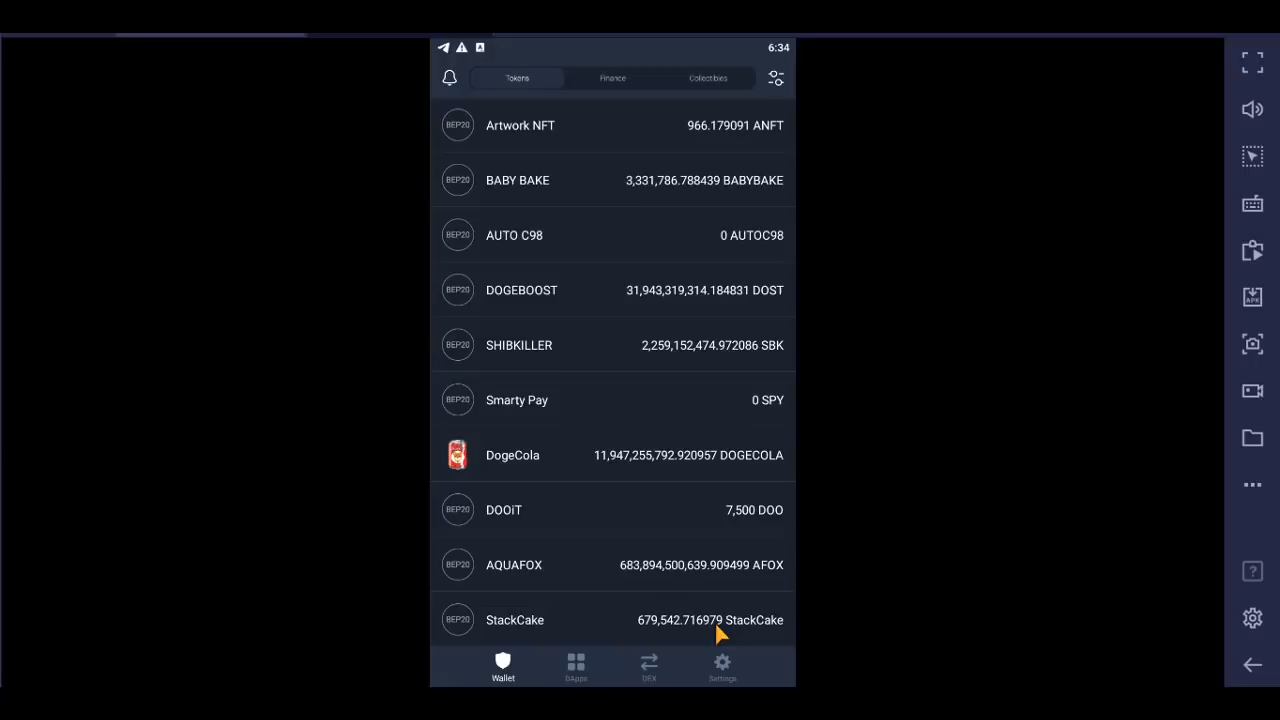 6:34
Tokens Finance Collectibles
BEP20 Artwork NFT 966.179091 ANFT
BEP20 BABY BAKE 3,331,786.788439 BABYBAKE
BEP20 AUTO C98 0 AUTOC98
BEP20 DOGEBOOST 31,943,319,314.184831 DOST
BEP20 SHIBKILLER 2,259,152,474.972086 SBK
BEP20 Smarty Pay 0 SPY
DogeCola 11,947,255,792.920957 DOGECOLA
BEP20 DOOiT 7,500 DOO
BEP20 AQUAFOX 683,894,500,639.909499 AFOX
BEP20 StackCake 679,542.716979 StackCake
Wallet DApps DEX Settings
APK